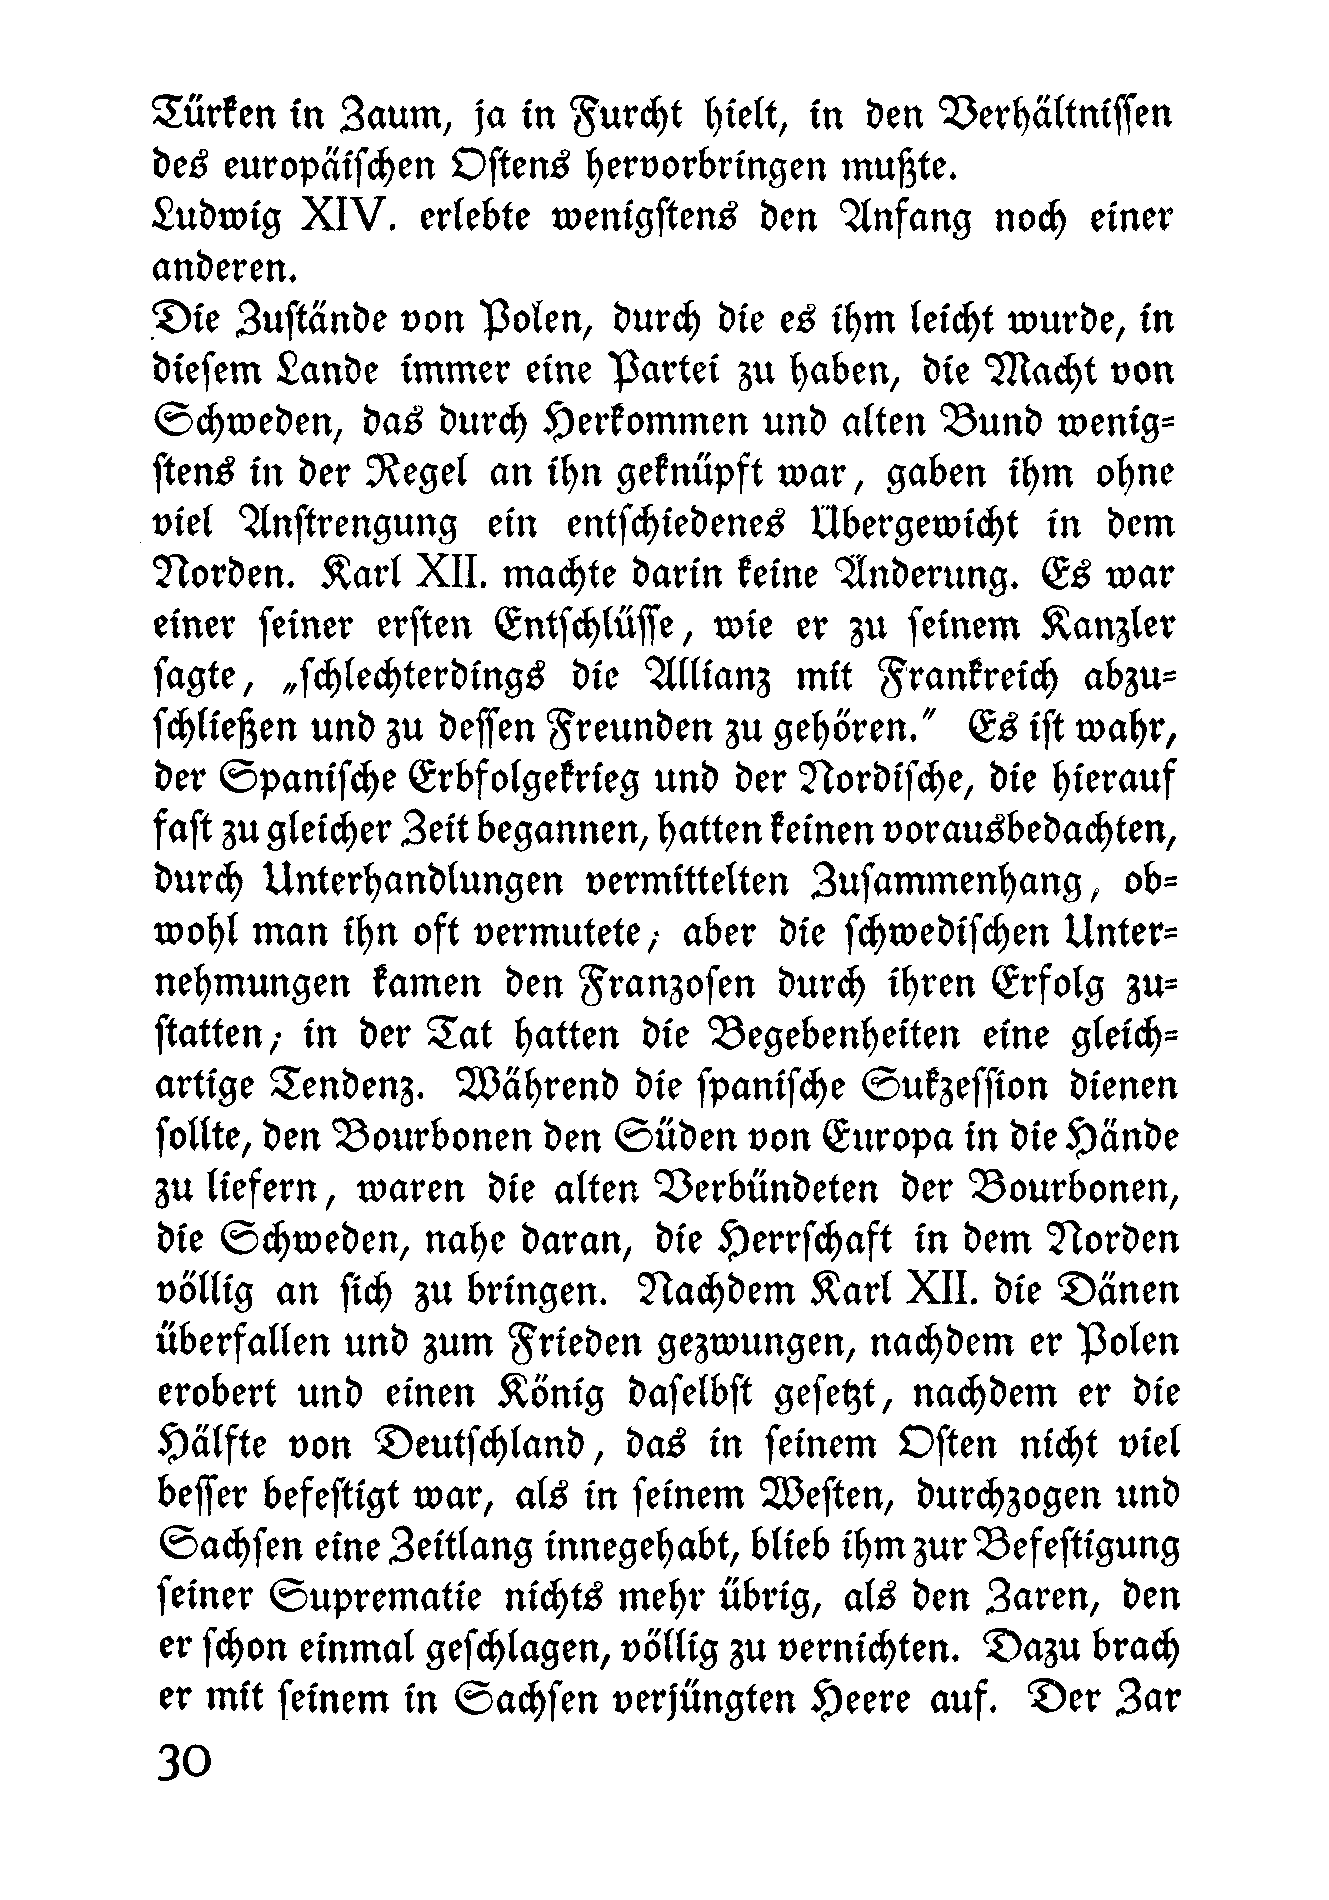 Türken in Zaum, ja in Furcht hielt, in den Verhältnissen
des europäischen Ostens hervorbringen mußte.
Ludwig XIV. erlebte wenigstens den Anfang noch einer
anderen.
Die Zustände von Polen, durch die es ihm leicht wurde, in
diesem Lande immer eine Partei zu haben, die Macht von
Schweden, das durch Herkommen und alten Bund wenig-
stens in der Regel an ihn geknüpft war, gaben ihm ohne
viel Anstrengung ein entschiedenes Übergewicht in dem
Norden. Karl XII. machte darin keine Änderung. Es war
einer seiner ersten Entschlüsse, wie er zu seinem Kanzler
sagte, „schlechterdings die Allianz mit Frankreich abzu-
schließen und zu dessen Freunden zu gehören.“ Es ist wahr,
der Spanische Erbfolgekrieg und der Nordische, die hierauf
fast zu gleicher Zeit begannen, hatten keinen vorausbedachten,
durch Unterhandlungen vermittelten Zusammenhang, ob-
wohl man ihn oft vermutete; aber die schwedischen Unter-
nehmungen kamen den Franzosen durch ihren Erfolg zu-
statten; in der Tat hatten die Begebenheiten eine gleich-
artige Tendenz. Während die spanische Sukzession dienen
sollte, den Bourbonen den Süden von Europa in die Hände
zu liefern, waren die alten Verbündeten der Bourbonen,
die Schweden, nahe daran, die Herrschaft in dem Norden
völlig an sich zu bringen. Nachdem Karl XII. die Dänen
überfallen und zum Frieden gezwungen, nachdem er Polen
erobert und einen König daselbst gesetzt, nachdem er die
Hälfte von Deutschland, das in seinem Osten nicht viel
besser befestigt war, als in seinem Westen, durchzogen und
Sachsen eine Zeitlang innegehabt, blieb ihm zur Befestigung
seiner Suprematie nichts mehr übrig, als den Zaren, den
er schon einmal geschlagen, völlig zu vernichten. Dazu brach
er mit seinem in Sachsen verjüngten Heere auf. Der Zar
30